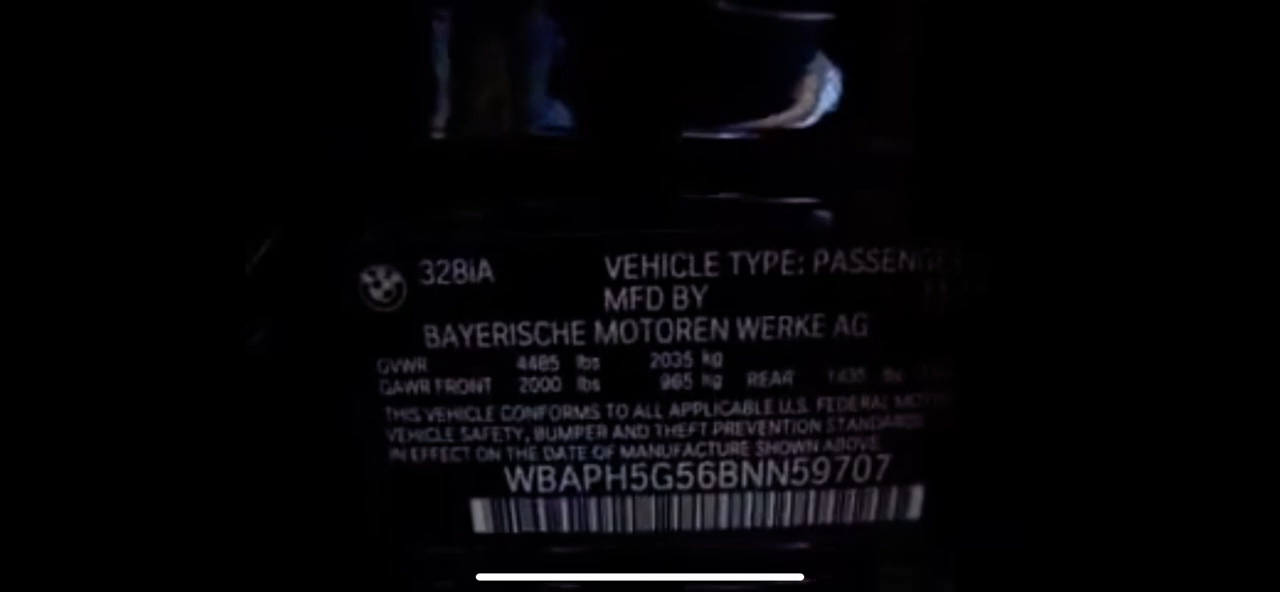 328iA VEHICLE TYPE: PASSENGER
MFD BY
BAYERISCHE MOTOREN WERKE AG
GVWR 4485 lbs 2035 kg
GAWR FRONT 2000 lbs 965 kg REAR
THIS VEHICLE CONFORMS TO ALL APPLICABLE U.S. FEDERAL MOTOR
VEHICLE SAFETY, BUMPER AND THEFT PREVENTION STANDARDS
IN EFFECT ON THE DATE OF MANUFACTURE SHOWN ABOVE
WBAPH5G56BNN59707